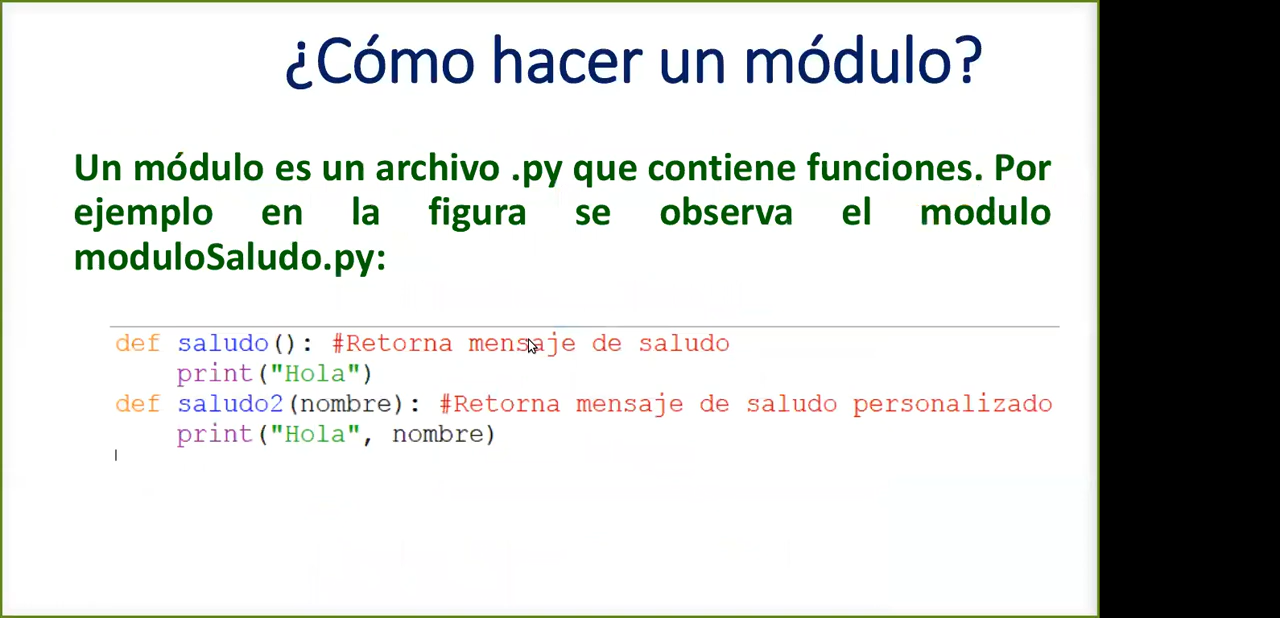 ¿Cómo hacer un módulo?
Un módulo es un archivo .py que contiene funciones. Por
ejemplo en la figura se observa el modulo
moduloSaludo.py:
def saludo(): #Retorna mensaje de saludo
    print("Hola")
def saludo2(nombre): #Retorna mensaje de saludo personalizado
    print("Hola", nombre)